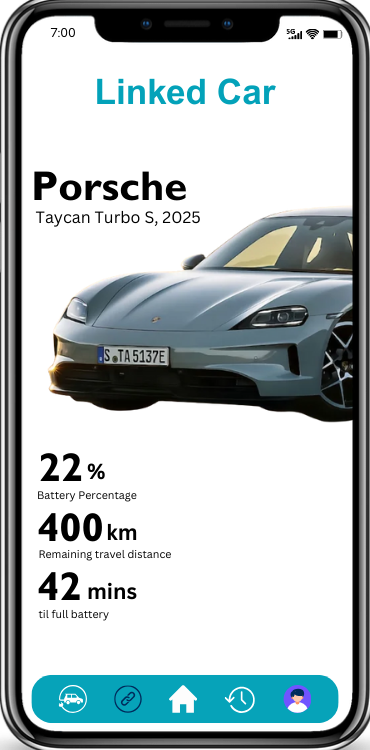 7:00
5G
Linked Car
Porsche
Taycan Turbo S, 2025
S TA 5137E
22 %
Battery Percentage
400 km
Remaining travel distance
42 mins
til full battery